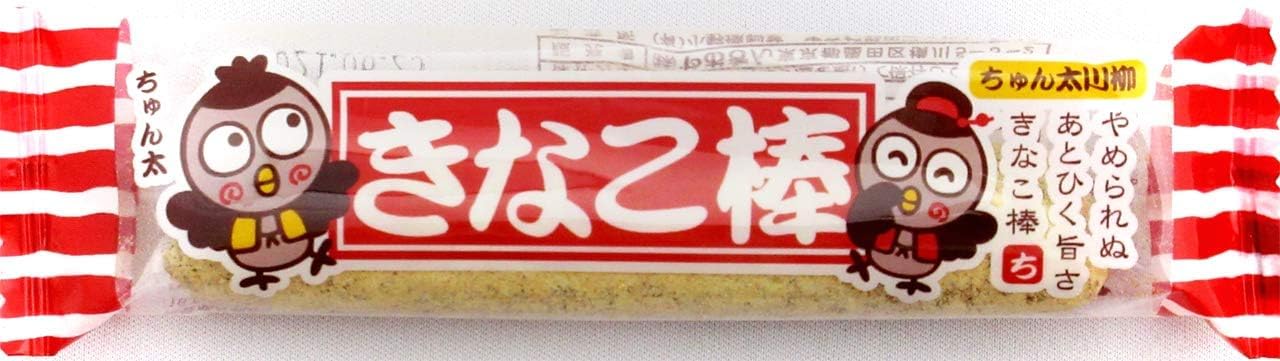 ちゅん太
きなこ棒
ちゅん太川柳
やめられぬ
あとひく旨さ
きなこ棒
ち